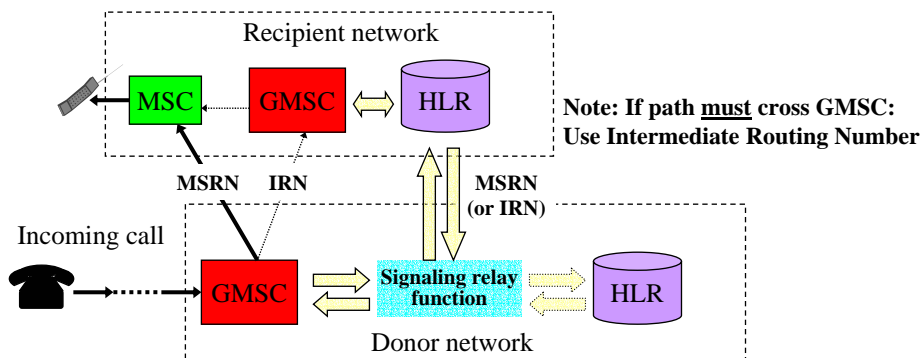 Recipient network
MSC
GMSC
HLR
Note: If path must cross GMSC:
Use Intermediate Routing Number
MSRN
IRN
MSRN
(or IRN)
Incoming call
GMSC
Signaling relay
function
HLR
Donor network